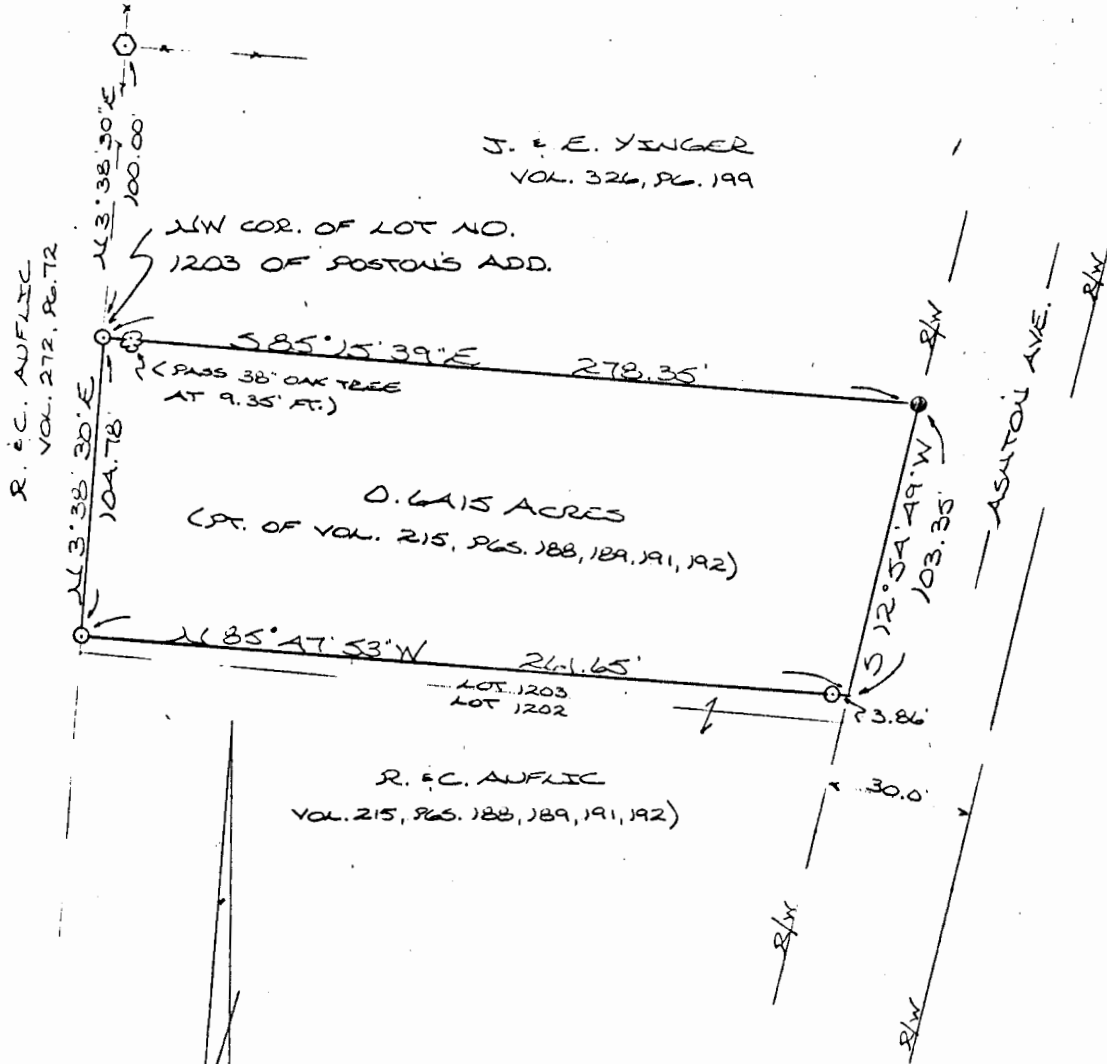 N 3° 38' 30" E
100.00'
J. & E. YINGER
VOL. 326, PG. 199
NW COR. OF LOT NO.
1203 OF POSTON'S ADD.
R. & C. AUFLIC
VOL. 272, PG. 72
S 85° 15' 39" E 278.35'
(PASS 38" OAK TREE
AT 9.35' FT.)
R/W
R/W
ASHTON AVE.
N 3° 38' 30" E
104.78'
0.6415 ACRES
(PT. OF VOL. 215, PGS. 188, 189, 191, 192)
S 12° 54' 49" W
103.35'
N 85° 47' 53" W 261.65'
LOT 1203
LOT 1202
3.86'
R. & C. AUFLIC
VOL. 215, PGS. 188, 189, 191, 192)
30.0'
R/W
R/W